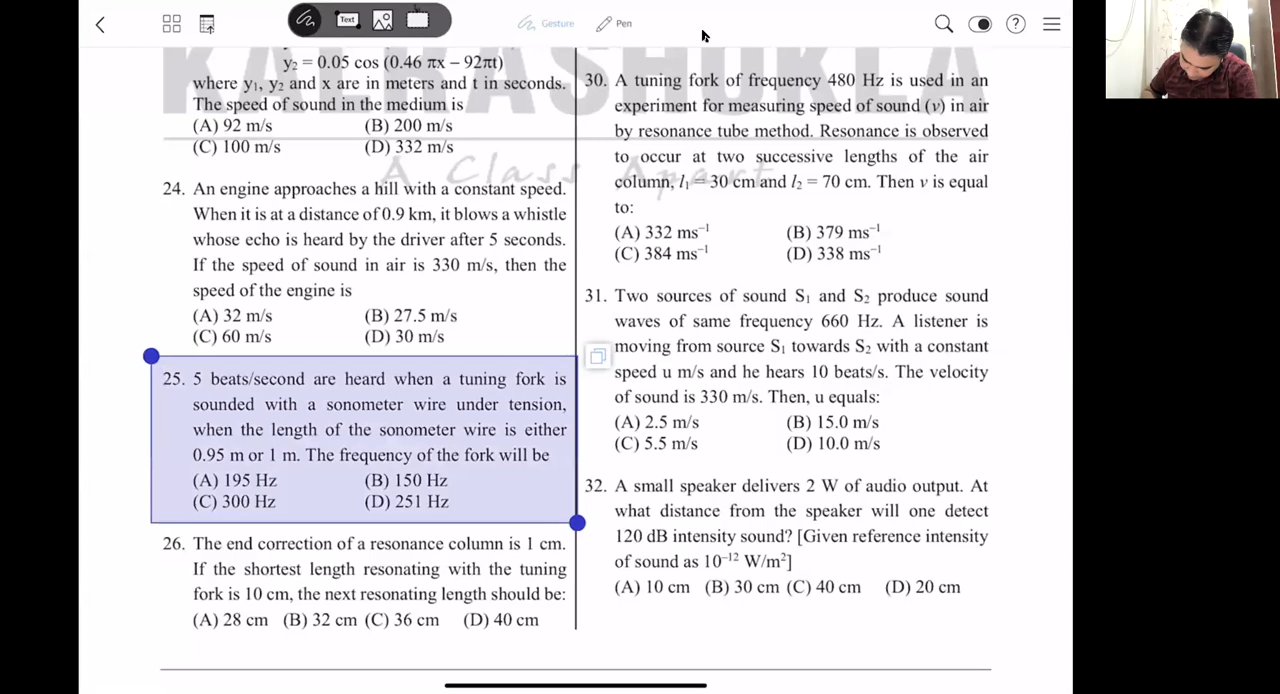 Text
Gesture
Pen
KALRASHUKLA
A Class Apart
y₂ = 0.05 cos (0.46 πx – 92πt)
where y₁, y₂ and x are in meters and t in seconds.
The speed of sound in the medium is
(A) 92 m/s (B) 200 m/s
(C) 100 m/s (D) 332 m/s
24. An engine approaches a hill with a constant speed.
When it is at a distance of 0.9 km, it blows a whistle
whose echo is heard by the driver after 5 seconds.
If the speed of sound in air is 330 m/s, then the
speed of the engine is
(A) 32 m/s (B) 27.5 m/s
(C) 60 m/s (D) 30 m/s
25. 5 beats/second are heard when a tuning fork is
sounded with a sonometer wire under tension,
when the length of the sonometer wire is either
0.95 m or 1 m. The frequency of the fork will be
(A) 195 Hz (B) 150 Hz
(C) 300 Hz (D) 251 Hz
26. The end correction of a resonance column is 1 cm.
If the shortest length resonating with the tuning
fork is 10 cm, the next resonating length should be:
(A) 28 cm (B) 32 cm (C) 36 cm (D) 40 cm
30. A tuning fork of frequency 480 Hz is used in an
experiment for measuring speed of sound (v) in air
by resonance tube method. Resonance is observed
to occur at two successive lengths of the air
column, l₁ = 30 cm and l₂ = 70 cm. Then v is equal
to:
(A) 332 ms⁻¹ (B) 379 ms⁻¹
(C) 384 ms⁻¹ (D) 338 ms⁻¹
31. Two sources of sound S₁ and S₂ produce sound
waves of same frequency 660 Hz. A listener is
moving from source S₁ towards S₂ with a constant
speed u m/s and he hears 10 beats/s. The velocity
of sound is 330 m/s. Then, u equals:
(A) 2.5 m/s (B) 15.0 m/s
(C) 5.5 m/s (D) 10.0 m/s
32. A small speaker delivers 2 W of audio output. At
what distance from the speaker will one detect
120 dB intensity sound? [Given reference intensity
of sound as 10⁻¹² W/m²]
(A) 10 cm (B) 30 cm (C) 40 cm (D) 20 cm